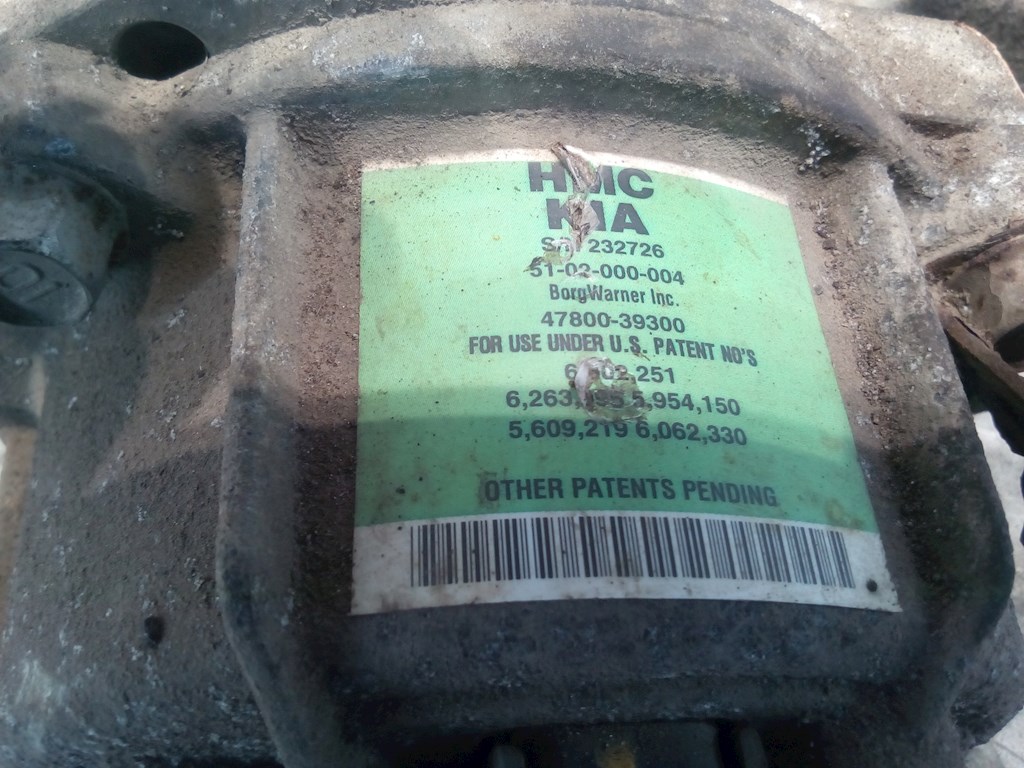 HMC
KIA
232726
51-02-000-004
BorgWarner Inc.
47800-39300
FOR USE UNDER U.S. PATENT NO'S
5,954,150
5,609,219 6,062,330
OTHER PATENTS PENDING